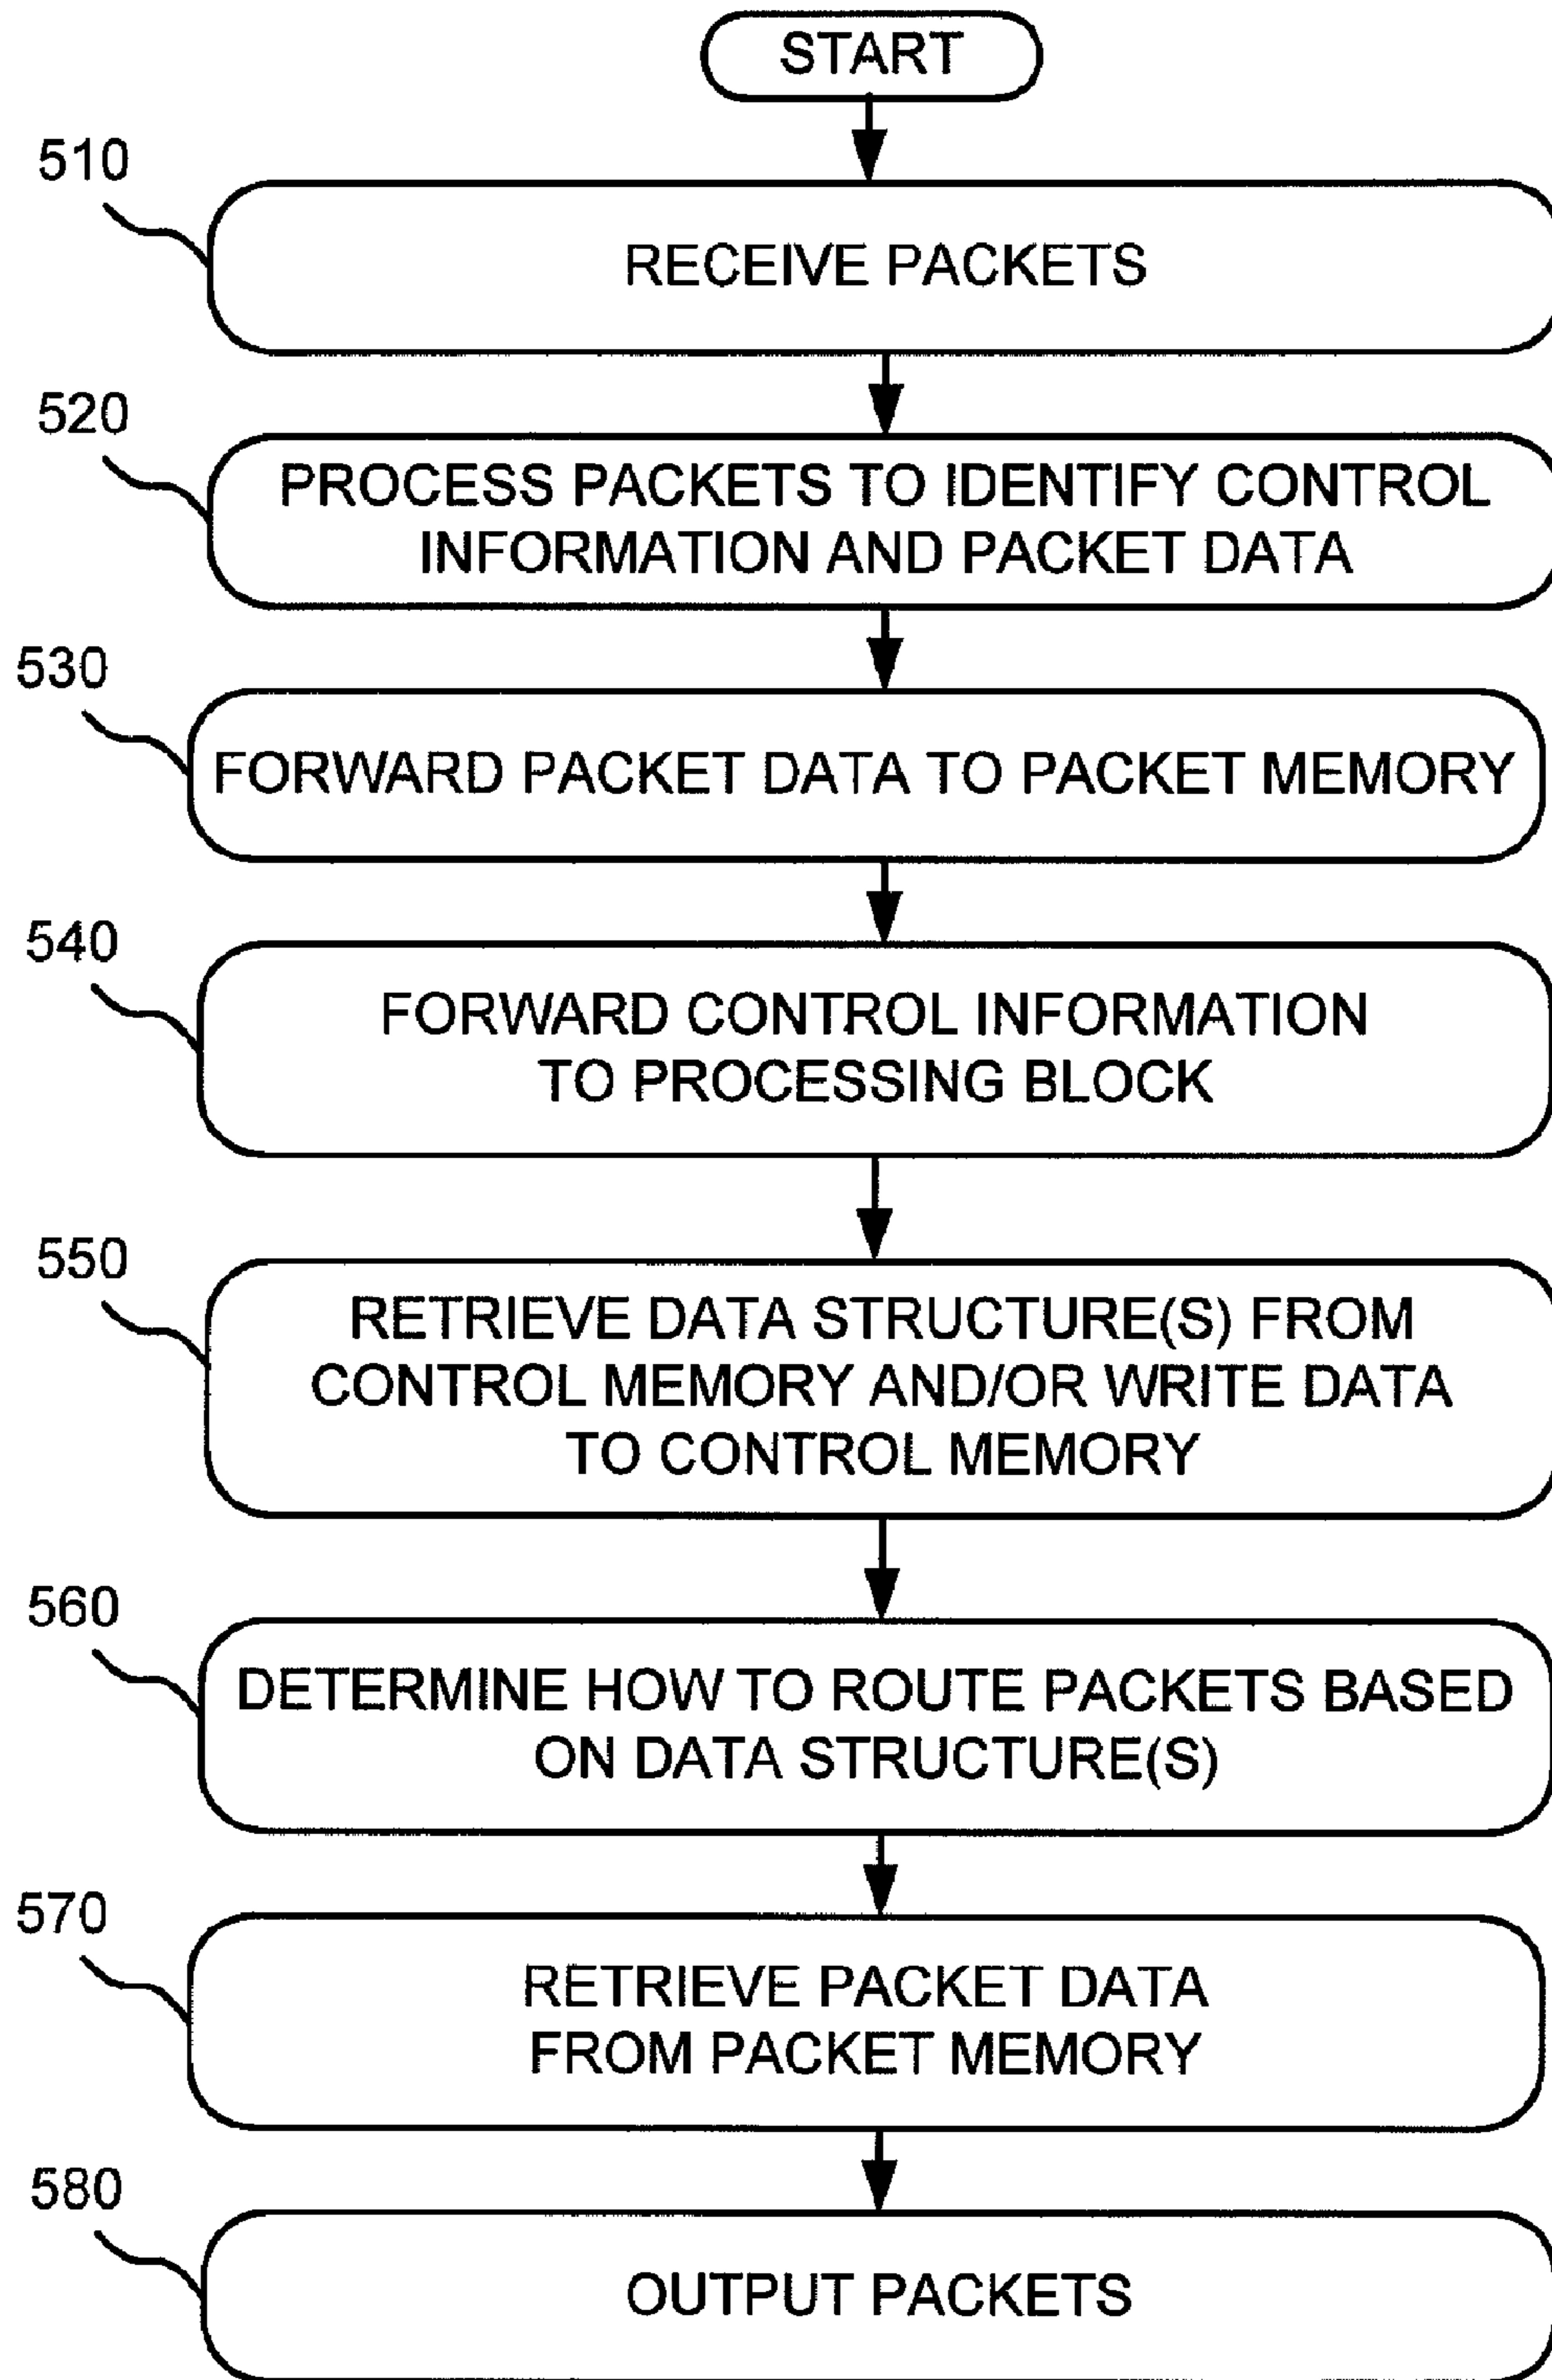 START
510
RECEIVE PACKETS
520
PROCESS PACKETS TO IDENTIFY CONTROL
INFORMATION AND PACKET DATA
530
FORWARD PACKET DATA TO PACKET MEMORY
540
FORWARD CONTROL INFORMATION
TO PROCESSING BLOCK
550
RETRIEVE DATA STRUCTURE(S) FROM
CONTROL MEMORY AND/OR WRITE DATA
TO CONTROL MEMORY
560
DETERMINE HOW TO ROUTE PACKETS BASED
ON DATA STRUCTURE(S)
570
RETRIEVE PACKET DATA
FROM PACKET MEMORY
580
OUTPUT PACKETS